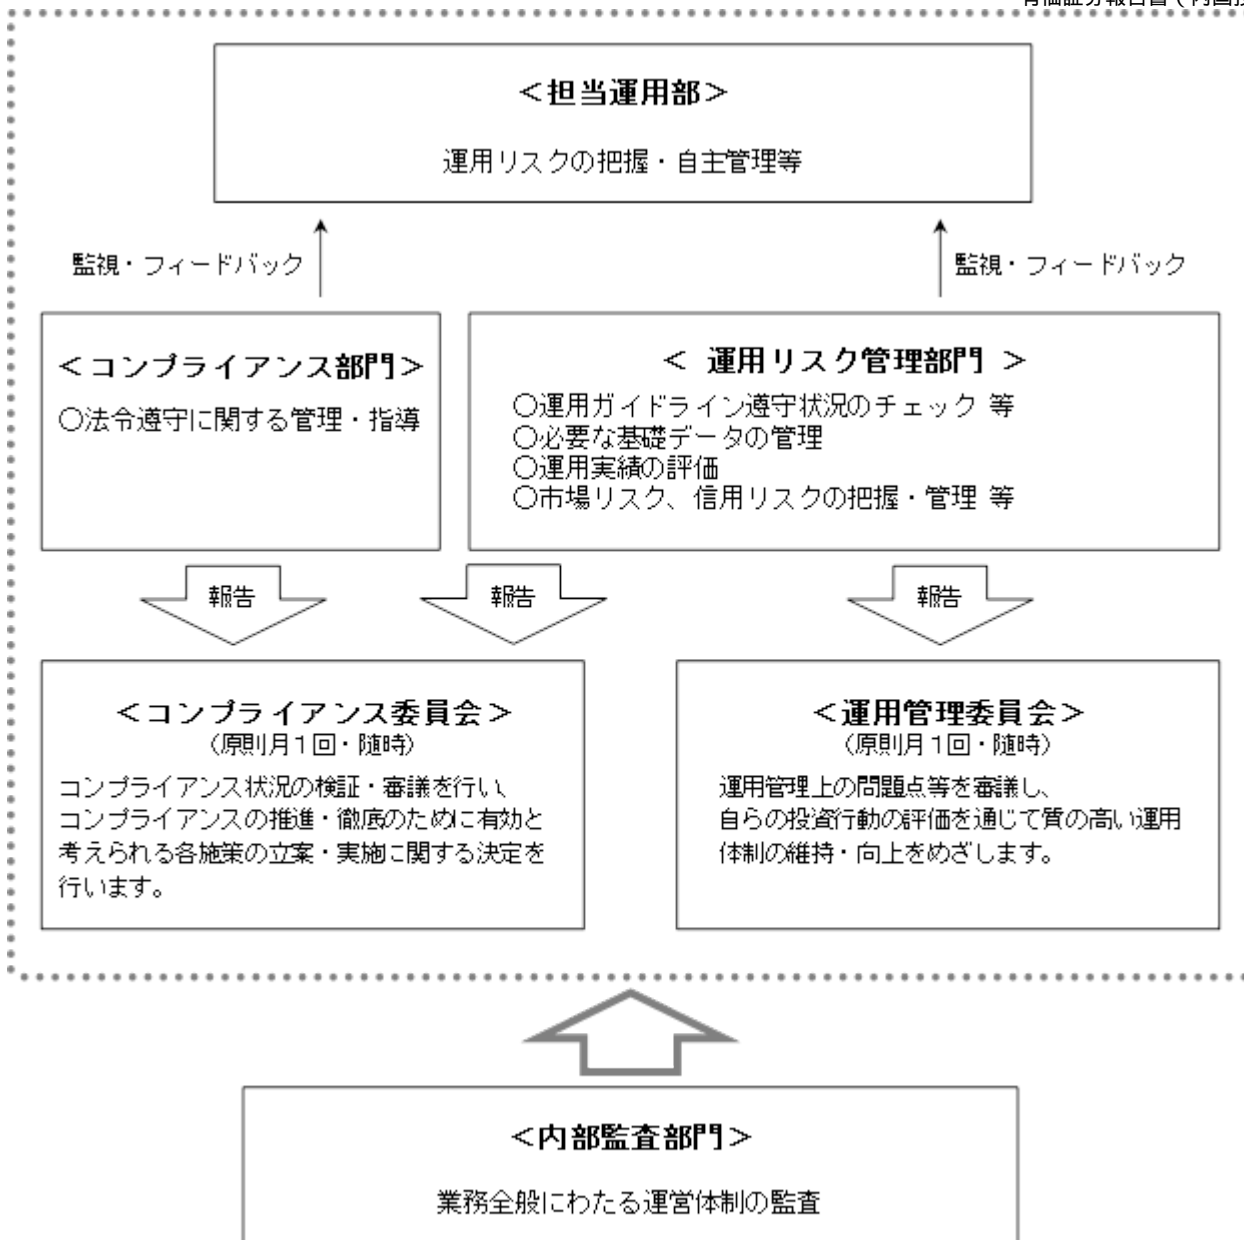 ＜担当運用部＞
運用リスクの把握・自主管理等
監視・フィードバック
監視・フィードバック
＜コンプライアンス部門＞
○法令遵守に関する管理・指導
＜ 運用リスク管理部門 ＞
○運用ガイドライン遵守状況のチェック 等
○必要な基礎データの管理
○運用実績の評価
○市場リスク、信用リスクの把握・管理 等
報告
報告
報告
＜コンプライアンス委員会＞
（原則月１回・随時）
コンプライアンス状況の検証・審議を行い、
コンプライアンスの推進・徹底のために有効と
考えられる各施策の立案・実施に関する決定を
行います。
＜運用管理委員会＞
（原則月１回・随時）
運用管理上の問題点等を審議し、
自らの投資行動の評価を通じて質の高い運用
体制の維持・向上をめざします。
＜内部監査部門＞
業務全般にわたる運営体制の監査